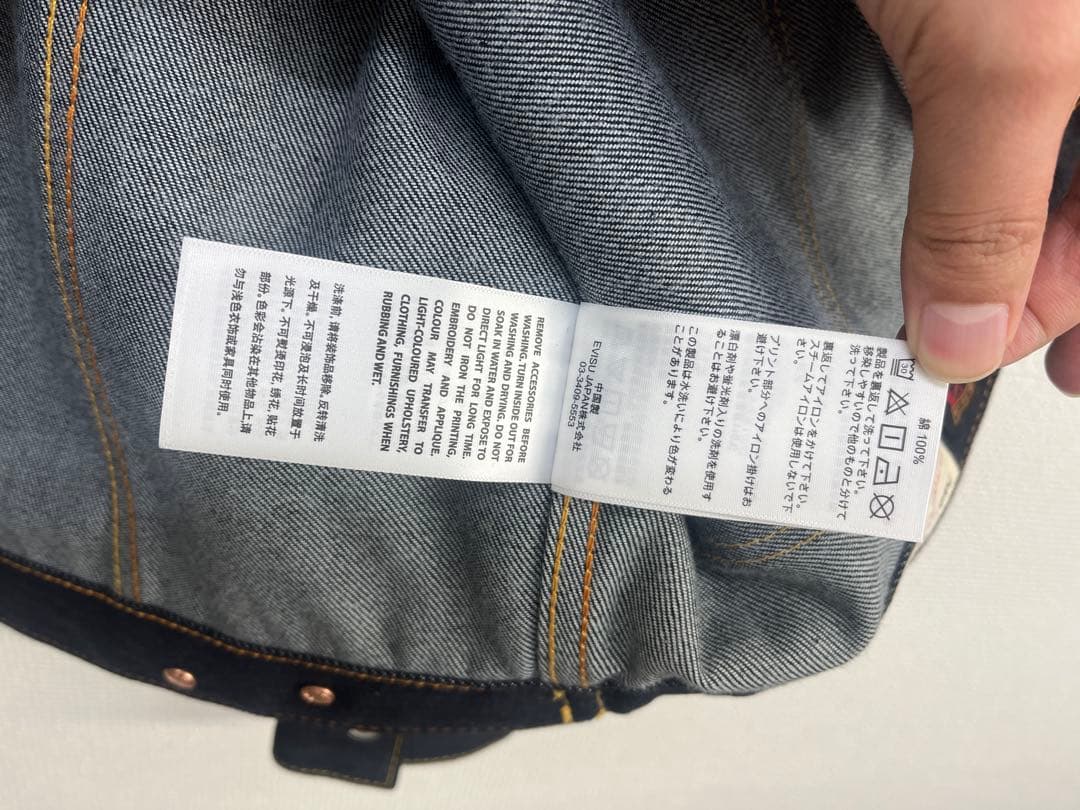 綿 100%
30
製品を裏返して洗って下さい。
移染しやすいので他のものと分けて
洗って下さい。
裏返してアイロンをかけて下さい。
スチームアイロンは使用しないで下
さい。
プリント部分へのアイロン掛けはお
避け下さい。
漂白剤や蛍光剤入りの洗剤を使用す
ることはお避け下さい。
この製品は水洗いにより色が変わる
ことがあります。
中国製
EVISU JAPAN株式会社
03-3409-5553
REMOVE ACCESSORIES BEFORE
WASHING. TURN INSIDE OUT FOR
WASHING AND DRYING. DO NOT
SOAK IN WATER AND EXPOSE TO
DIRECT LIGHT FOR LONG TIME.
DO NOT IRON THE PRINTING,
EMBROIDERY AND APPLIQUE.
COLOUR MAY TRANSFER TO
LIGHT-COLOURED UPHOLSTERY,
CLOTHING, FURNISHINGS WHEN
RUBBING AND WET.
洗涤前，请将装饰品移除。反转清洗
及干燥。不可浸泡及长时间放置于
光源下。不可熨烫印花, 绣花, 贴花
部份。色彩会沾染在其他物品上，请
勿与浅色衣饰或家具同时使用。